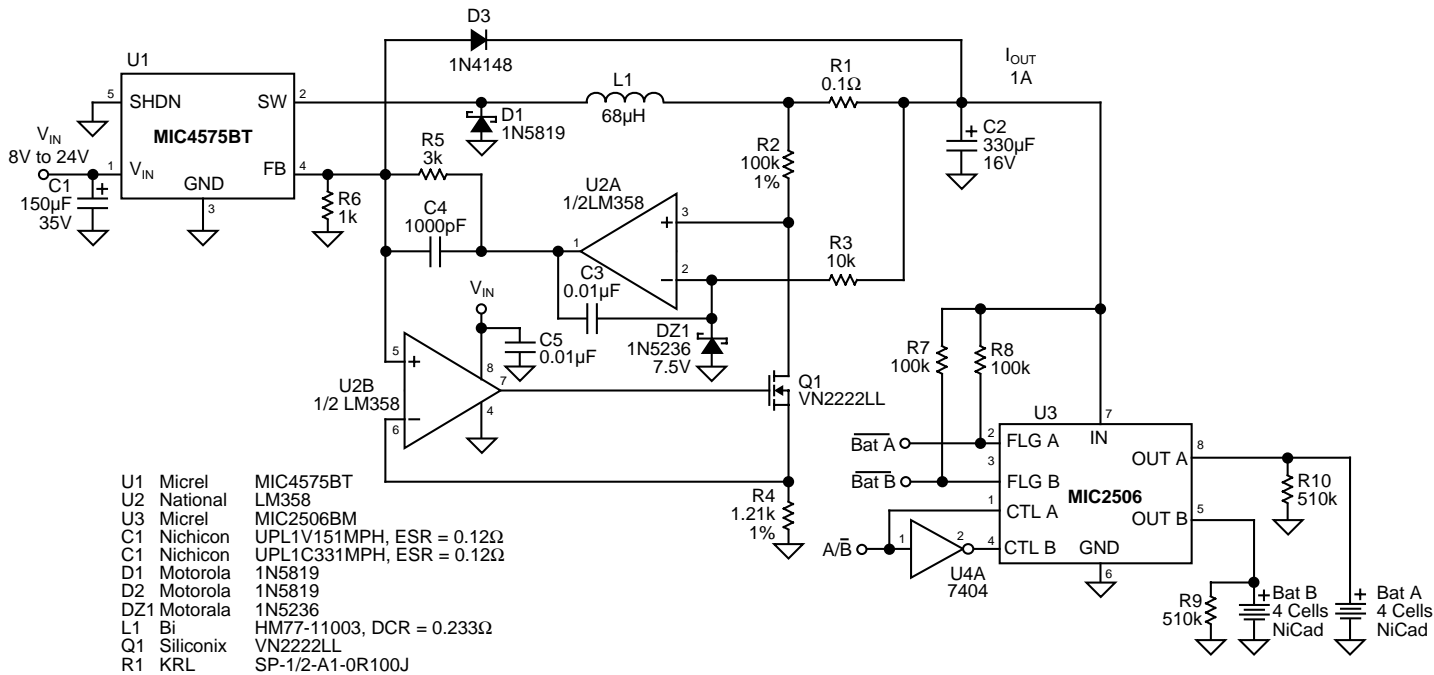 D3
1N4148
U1
SHDN
5
SW
2
MIC4575BT
VIN
8V to 24V
1
VIN
FB
4
GND
3
C1
150µF
35V
R6
1k
R5
3k
C4
1000pF
D1
1N5819
L1
68µH
R1
0.1Ω
IOUT
1A
C2
330µF
16V
R2
100k
1%
U2A
1/2LM358
3
+
2
–
1
C3
0.01µF
R3
10k
DZ1
1N5236
7.5V
VIN
C5
0.01µF
5
+
6
–
8
7
4
U2B
1/2 LM358
Q1
VN2222LL
R4
1.21k
1%
R7
100k
R8
100k
U3
7
IN
Bat A
2
FLG A
3
Bat B
FLG B
MIC2506
1
CTL A
4
CTL B
GND
6
OUT A
8
OUT B
5
A/B
1
2
U4A
7404
R10
510k
R9
510k
+ Bat B
4 Cells
NiCad
+ Bat A
4 Cells
NiCad
U1 Micrel MIC4575BT
U2 National LM358
U3 Micrel MIC2506BM
C1 Nichicon UPL1V151MPH, ESR = 0.12Ω
C1 Nichicon UPL1C331MPH, ESR = 0.12Ω
D1 Motorola 1N5819
D2 Motorola 1N5819
DZ1 Motorala 1N5236
L1 Bi HM77-11003, DCR = 0.233Ω
Q1 Siliconix VN2222LL
R1 KRL SP-1/2-A1-0R100J